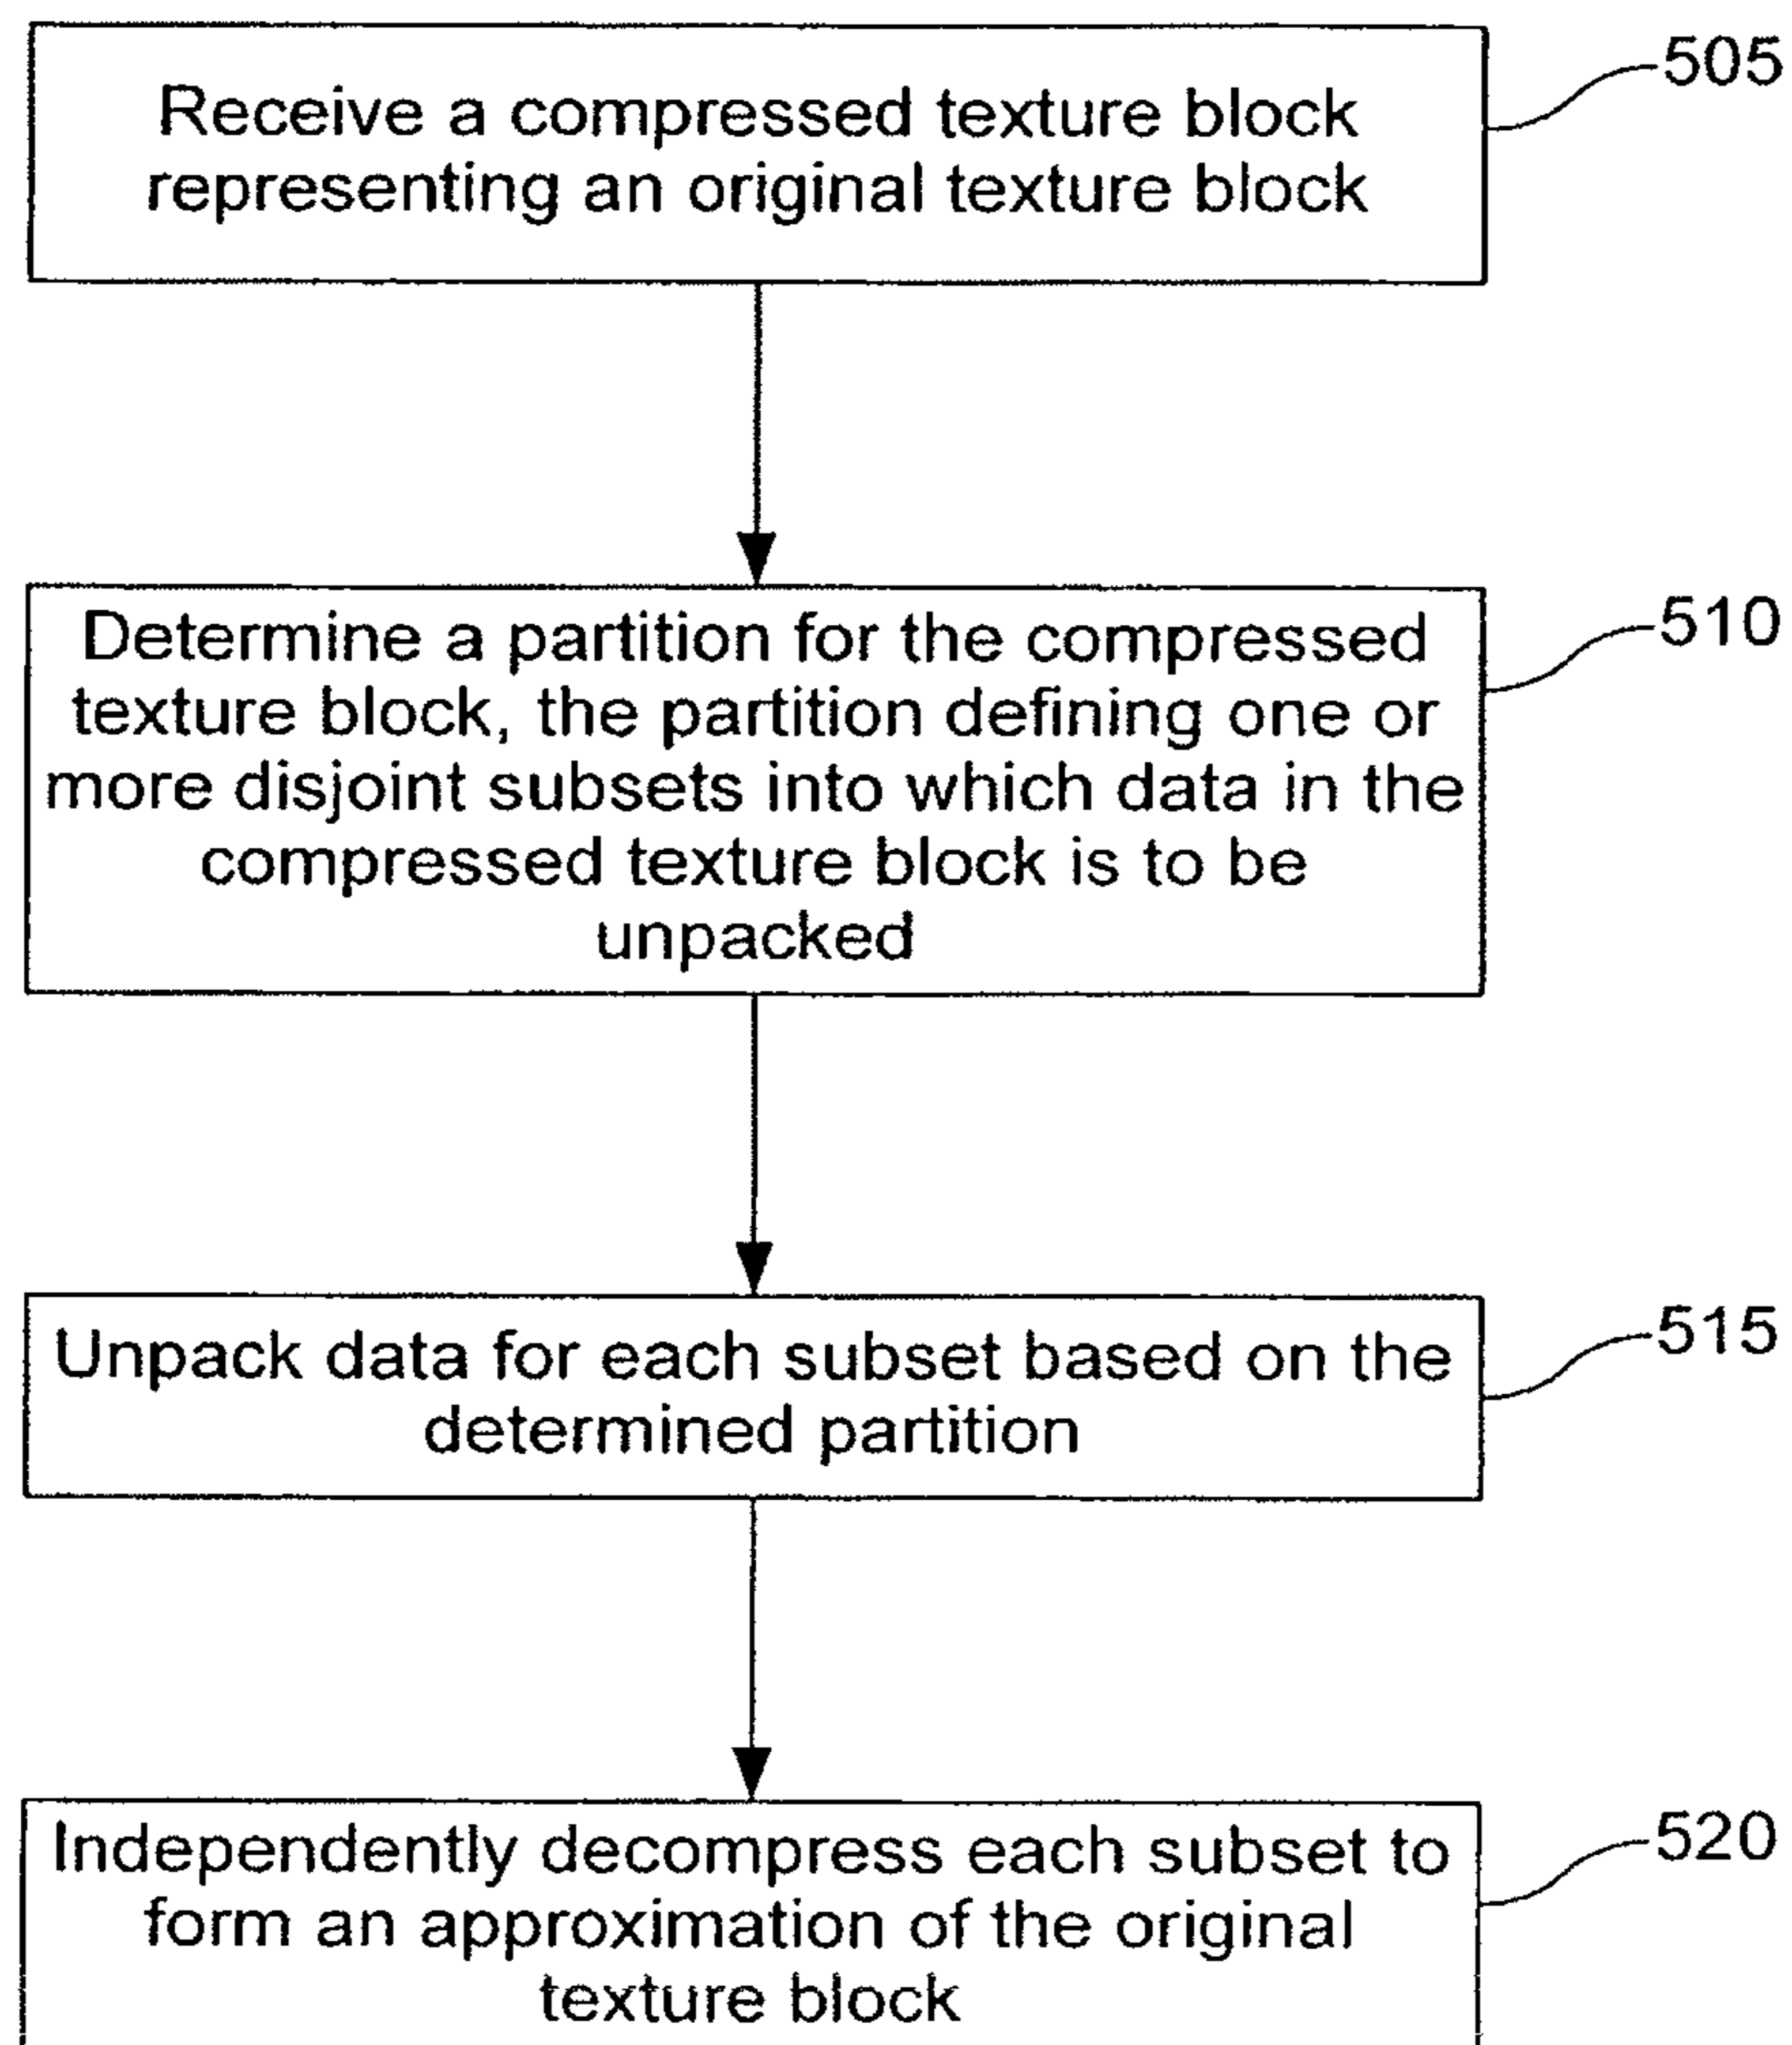 Receive a compressed texture block
representing an original texture block
505
Determine a partition for the compressed
texture block, the partition defining one or
more disjoint subsets into which data in the
compressed texture block is to be
unpacked
510
Unpack data for each subset based on the
determined partition
515
Independently decompress each subset to
form an approximation of the original
texture block
520